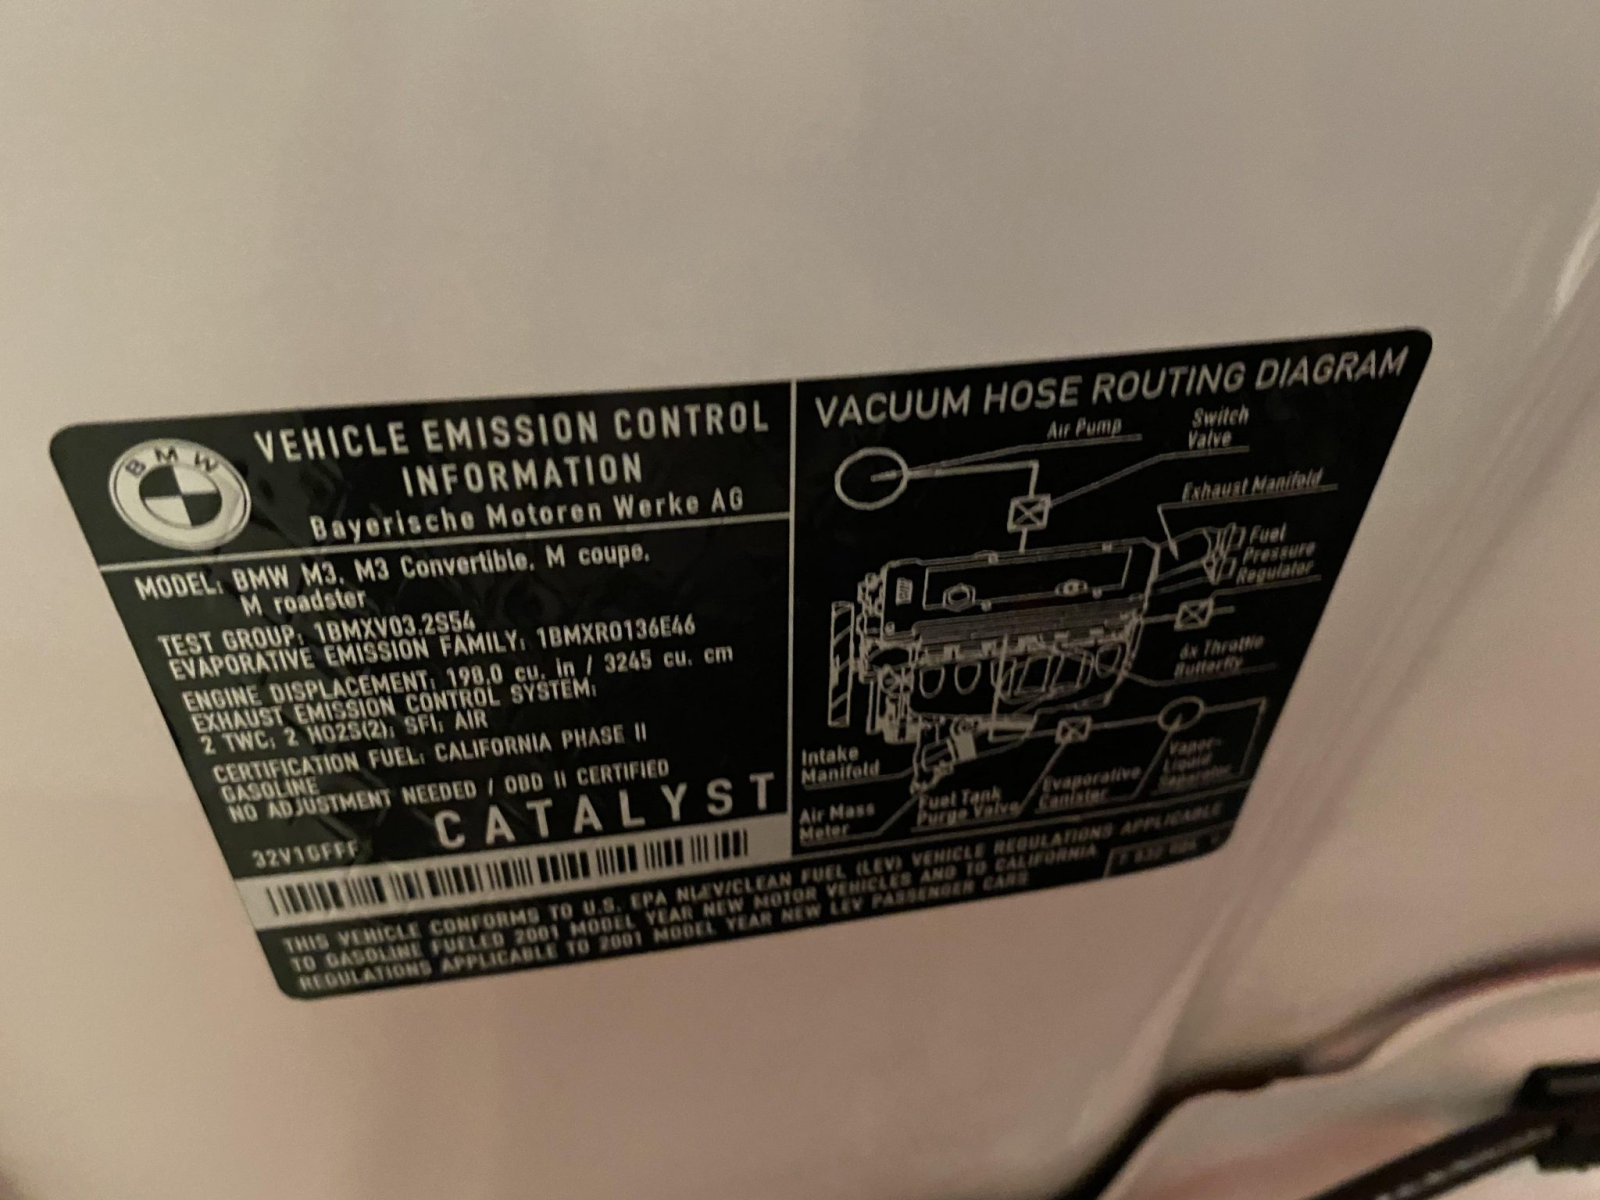 BMW
VEHICLE EMISSION CONTROL
INFORMATION
Bayerische Motoren Werke AG
MODEL: BMW M3, M3 Convertible, M coupe,
M roadster
TEST GROUP: 1BMXV03.2S54
EVAPORATIVE EMISSION FAMILY: 1BMXR0136E46
ENGINE DISPLACEMENT: 198.0 cu. in / 3245 cu. cm
EXHAUST EMISSION CONTROL SYSTEM:
2 TWC; 2 HO2S(2); SFI; AIR
CERTIFICATION FUEL: CALIFORNIA PHASE II
GASOLINE
NO ADJUSTMENT NEEDED / OBD II CERTIFIED
CATALYST
32V1GFFF
VACUUM HOSE ROUTING DIAGRAM
Air Pump
Switch
Valve
Exhaust Manifold
Fuel
Pressure
Regulator
6x Throttle
Butterfly
Intake
Manifold
Air Mass
Meter
Fuel Tank
Purge Valve
Evaporative
Canister
Vapor-
Liquid
Separator
THIS VEHICLE CONFORMS TO U.S. EPA NLEV/CLEAN FUEL (LEV) VEHICLE REGULATIONS APPLICABLE
TO GASOLINE FUELED 2001 MODEL YEAR NEW MOTOR VEHICLES AND TO CALIFORNIA
REGULATIONS APPLICABLE TO 2001 MODEL YEAR NEW LEV PASSENGER CARS